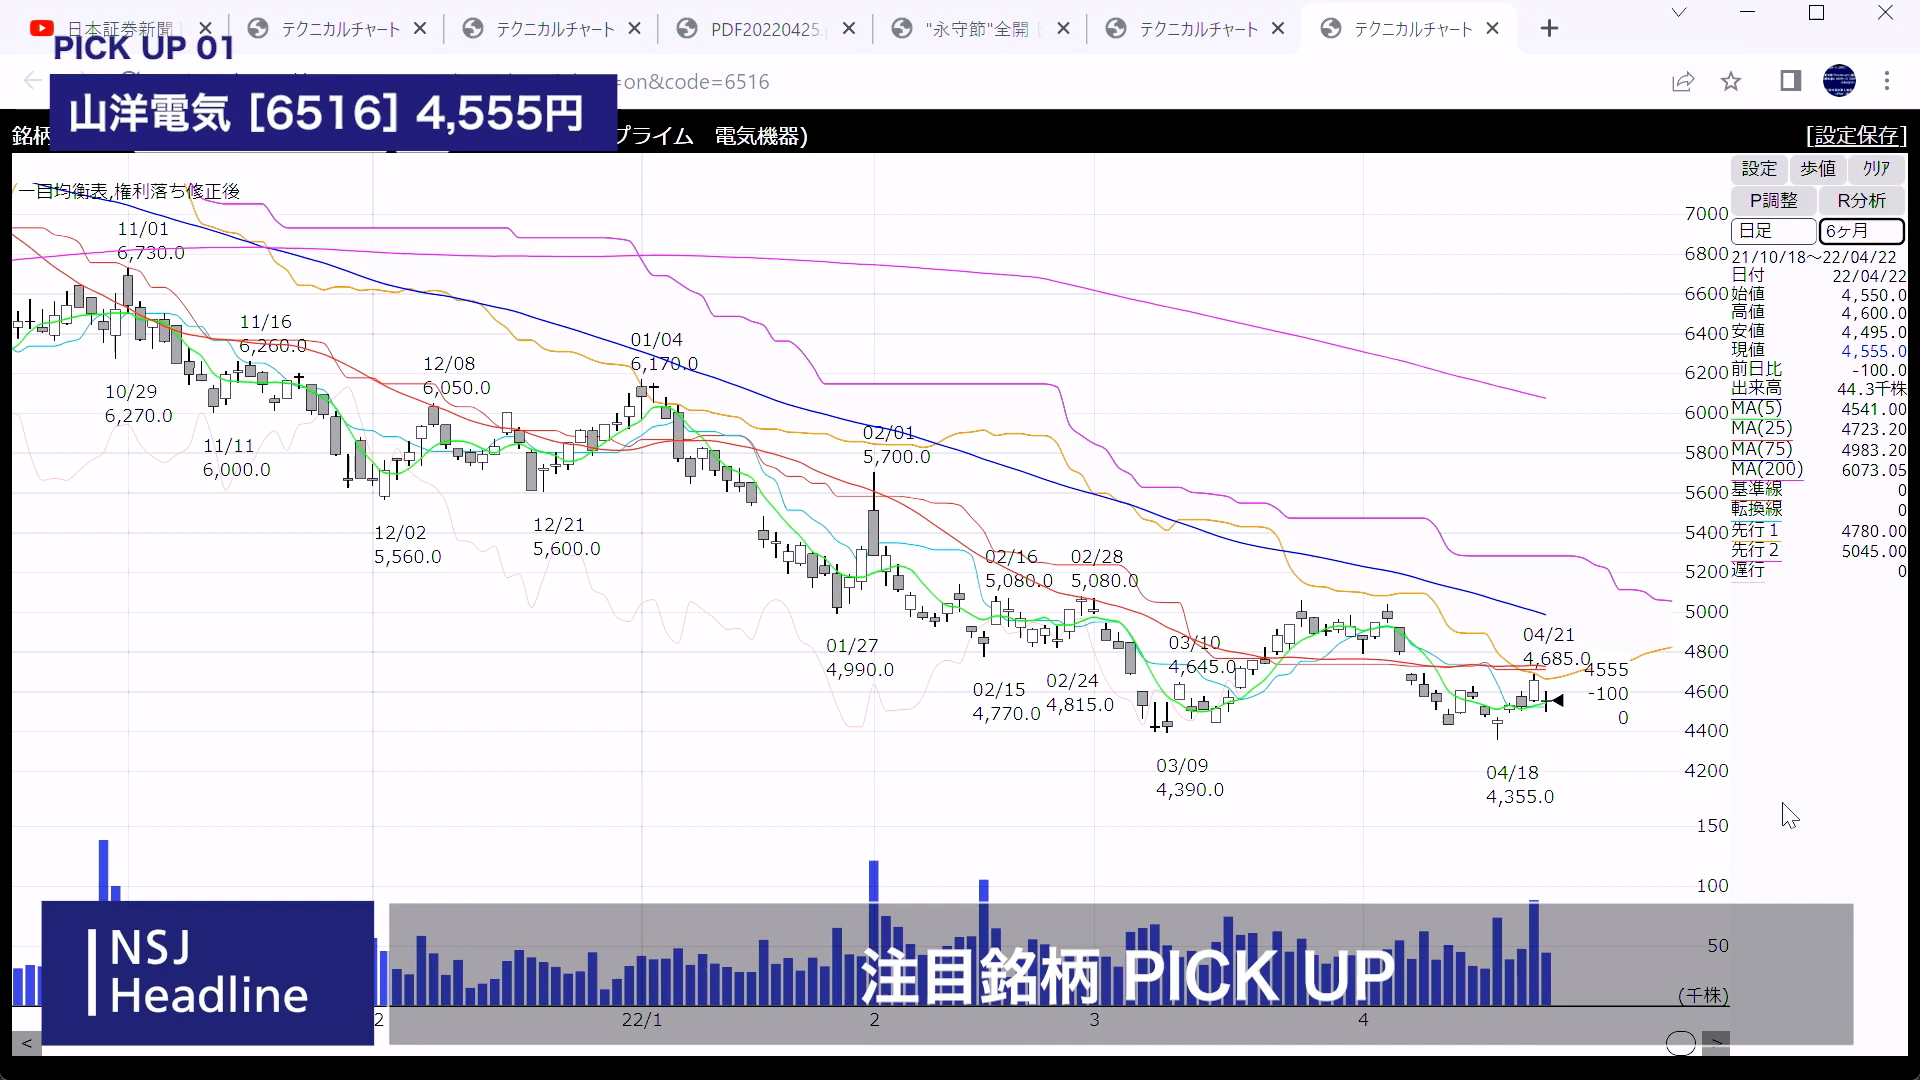 日本証券新聞
テクニカルチャート
テクニカルチャート
PDF20220425.
"永守節"全開
テクニカルチャート
テクニカルチャート
PICK UP 01
=on&code=6516
山洋電気 [6516] 4,555円
銘柄
プライム 電気機器)
[設定保存]
一目均衡表,権利落ち修正後
設定 歩値 クリア
P調整 R分析
日足 6ヶ月
21/10/18～22/04/22
日付 22/04/22
始値 4,550.0
高値 4,600.0
安値 4,495.0
現値 4,555.0
前日比 -100.0
出来高 44.3千株
MA(5) 4541.00
MA(25) 4723.20
MA(75) 4983.20
MA(200) 6073.05
基準線 0
転換線 0
先行1 4780.00
先行2 5045.00
遅行 0
7000
6800
6600
6400
6200
6000
5800
5600
5400
5200
5000
4800
4600
4400
4200
150
100
50
(千株)
11/01
6,730.0
10/29
6,270.0
11/16
6,260.0
11/11
6,000.0
12/08
6,050.0
12/02
5,560.0
12/21
5,600.0
01/04
6,170.0
02/01
5,700.0
01/27
4,990.0
02/16
5,080.0
02/28
5,080.0
02/15
4,770.0
02/24
4,815.0
03/10
4,645.0
03/09
4,390.0
04/21
4,685.0
4555
-100
0
04/18
4,355.0
NSJ
Headline
注目銘柄 PICK UP
2
22/1
2
3
4
<
>